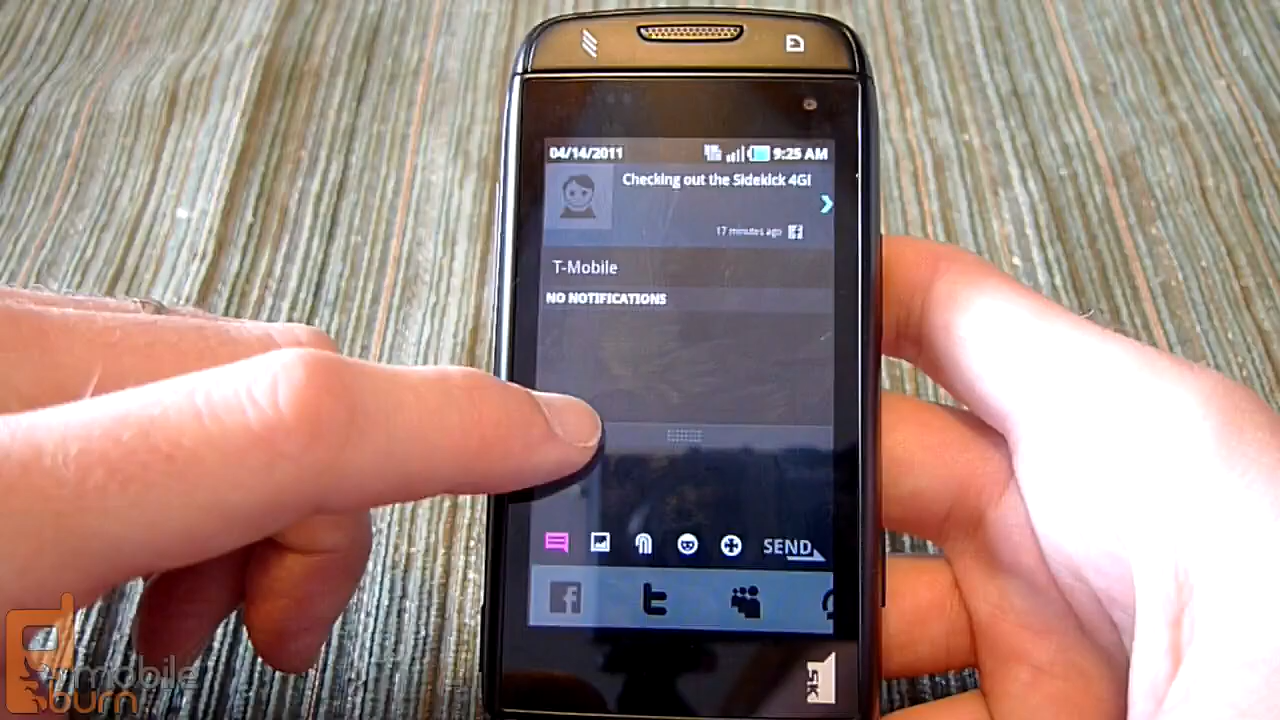 04/14/2011 9:25 AM
Checking out the Sidekick 4G!
17 minutes ago
T-Mobile
NO NOTIFICATIONS
SEND
SK
mobile
burn